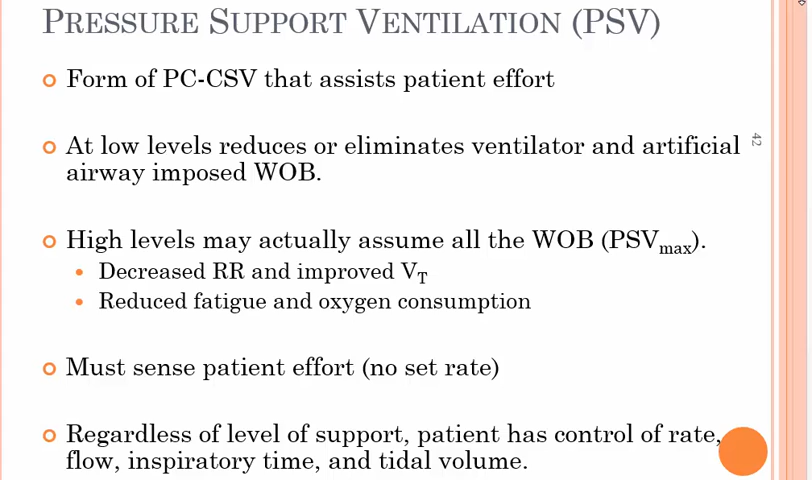 PRESSURE SUPPORT VENTILATION (PSV)
Form of PC-CSV that assists patient effort
At low levels reduces or eliminates ventilator and artificial
airway imposed WOB.
42
High levels may actually assume all the WOB (PSVmax).
Decreased RR and improved VT
Reduced fatigue and oxygen consumption
Must sense patient effort (no set rate)
Regardless of level of support, patient has control of rate,
flow, inspiratory time, and tidal volume.